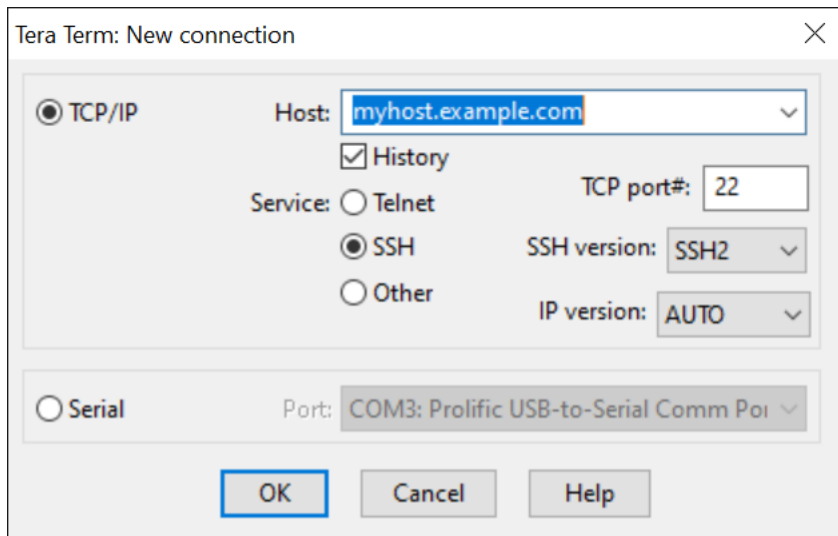 Tera Term: New connection
TCP/IP Host: myhost.example.com
History
TCP port#: 22
Service: Telnet
SSH SSH version: SSH2
Other IP version: AUTO
Serial Port: COM3: Prolific USB-to-Serial Comm
OK Cancel Help